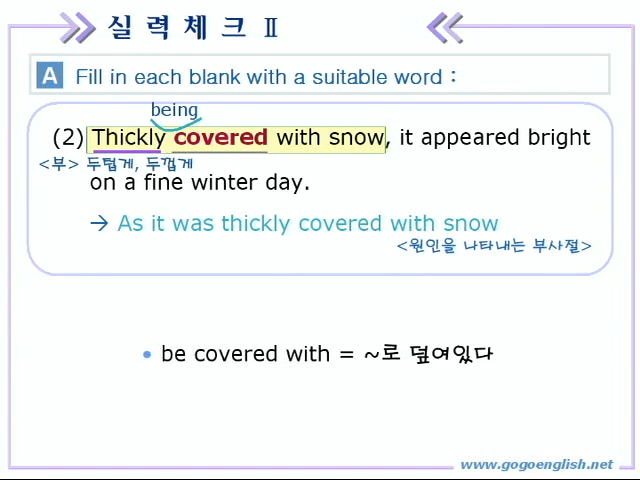 실 력 체 크 Ⅱ
A Fill in each blank with a suitable word :
being
(2) Thickly covered with snow, it appeared bright
<부> 두텁게, 두껍게
on a fine winter day.
→ As it was thickly covered with snow
<원인을 나타내는 부사절>
• be covered with = ~로 덮여있다
www.gogoenglish.net